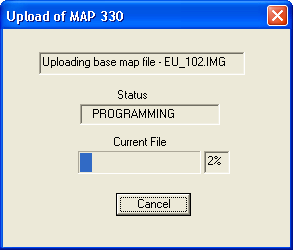 Upload of MAP 330
Uploading base map file - EU_102.IMG
Status
PROGRAMMING
Current File
2%
Cancel